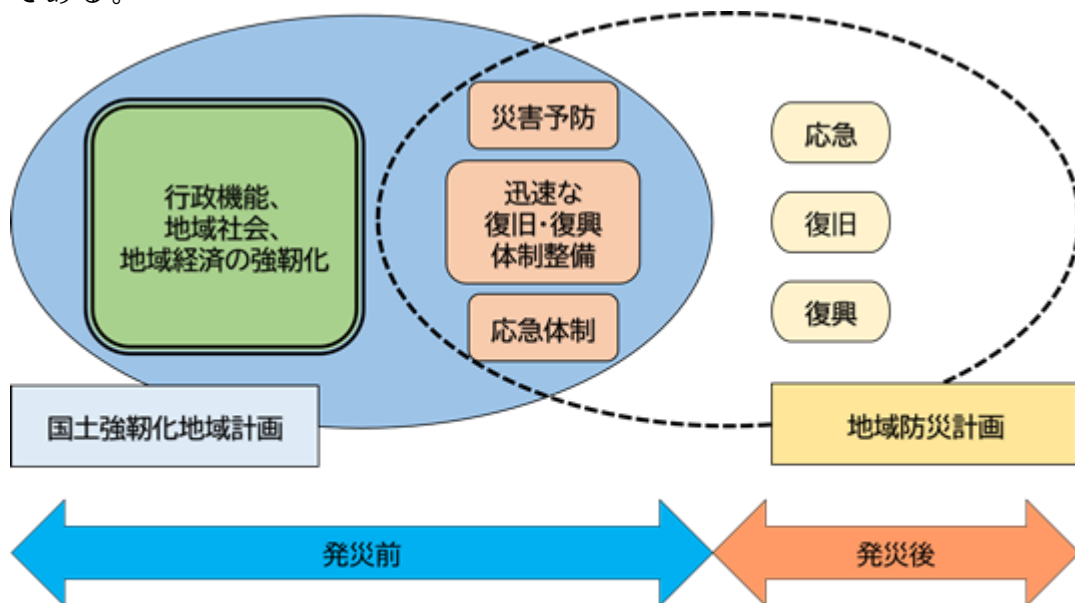 である。
行政機能、
地域社会、
地域経済の強靭化
災害予防
迅速な
復旧・復興
体制整備
応急体制
応急
復旧
復興
国土強靭化地域計画
地域防災計画
発災前
発災後